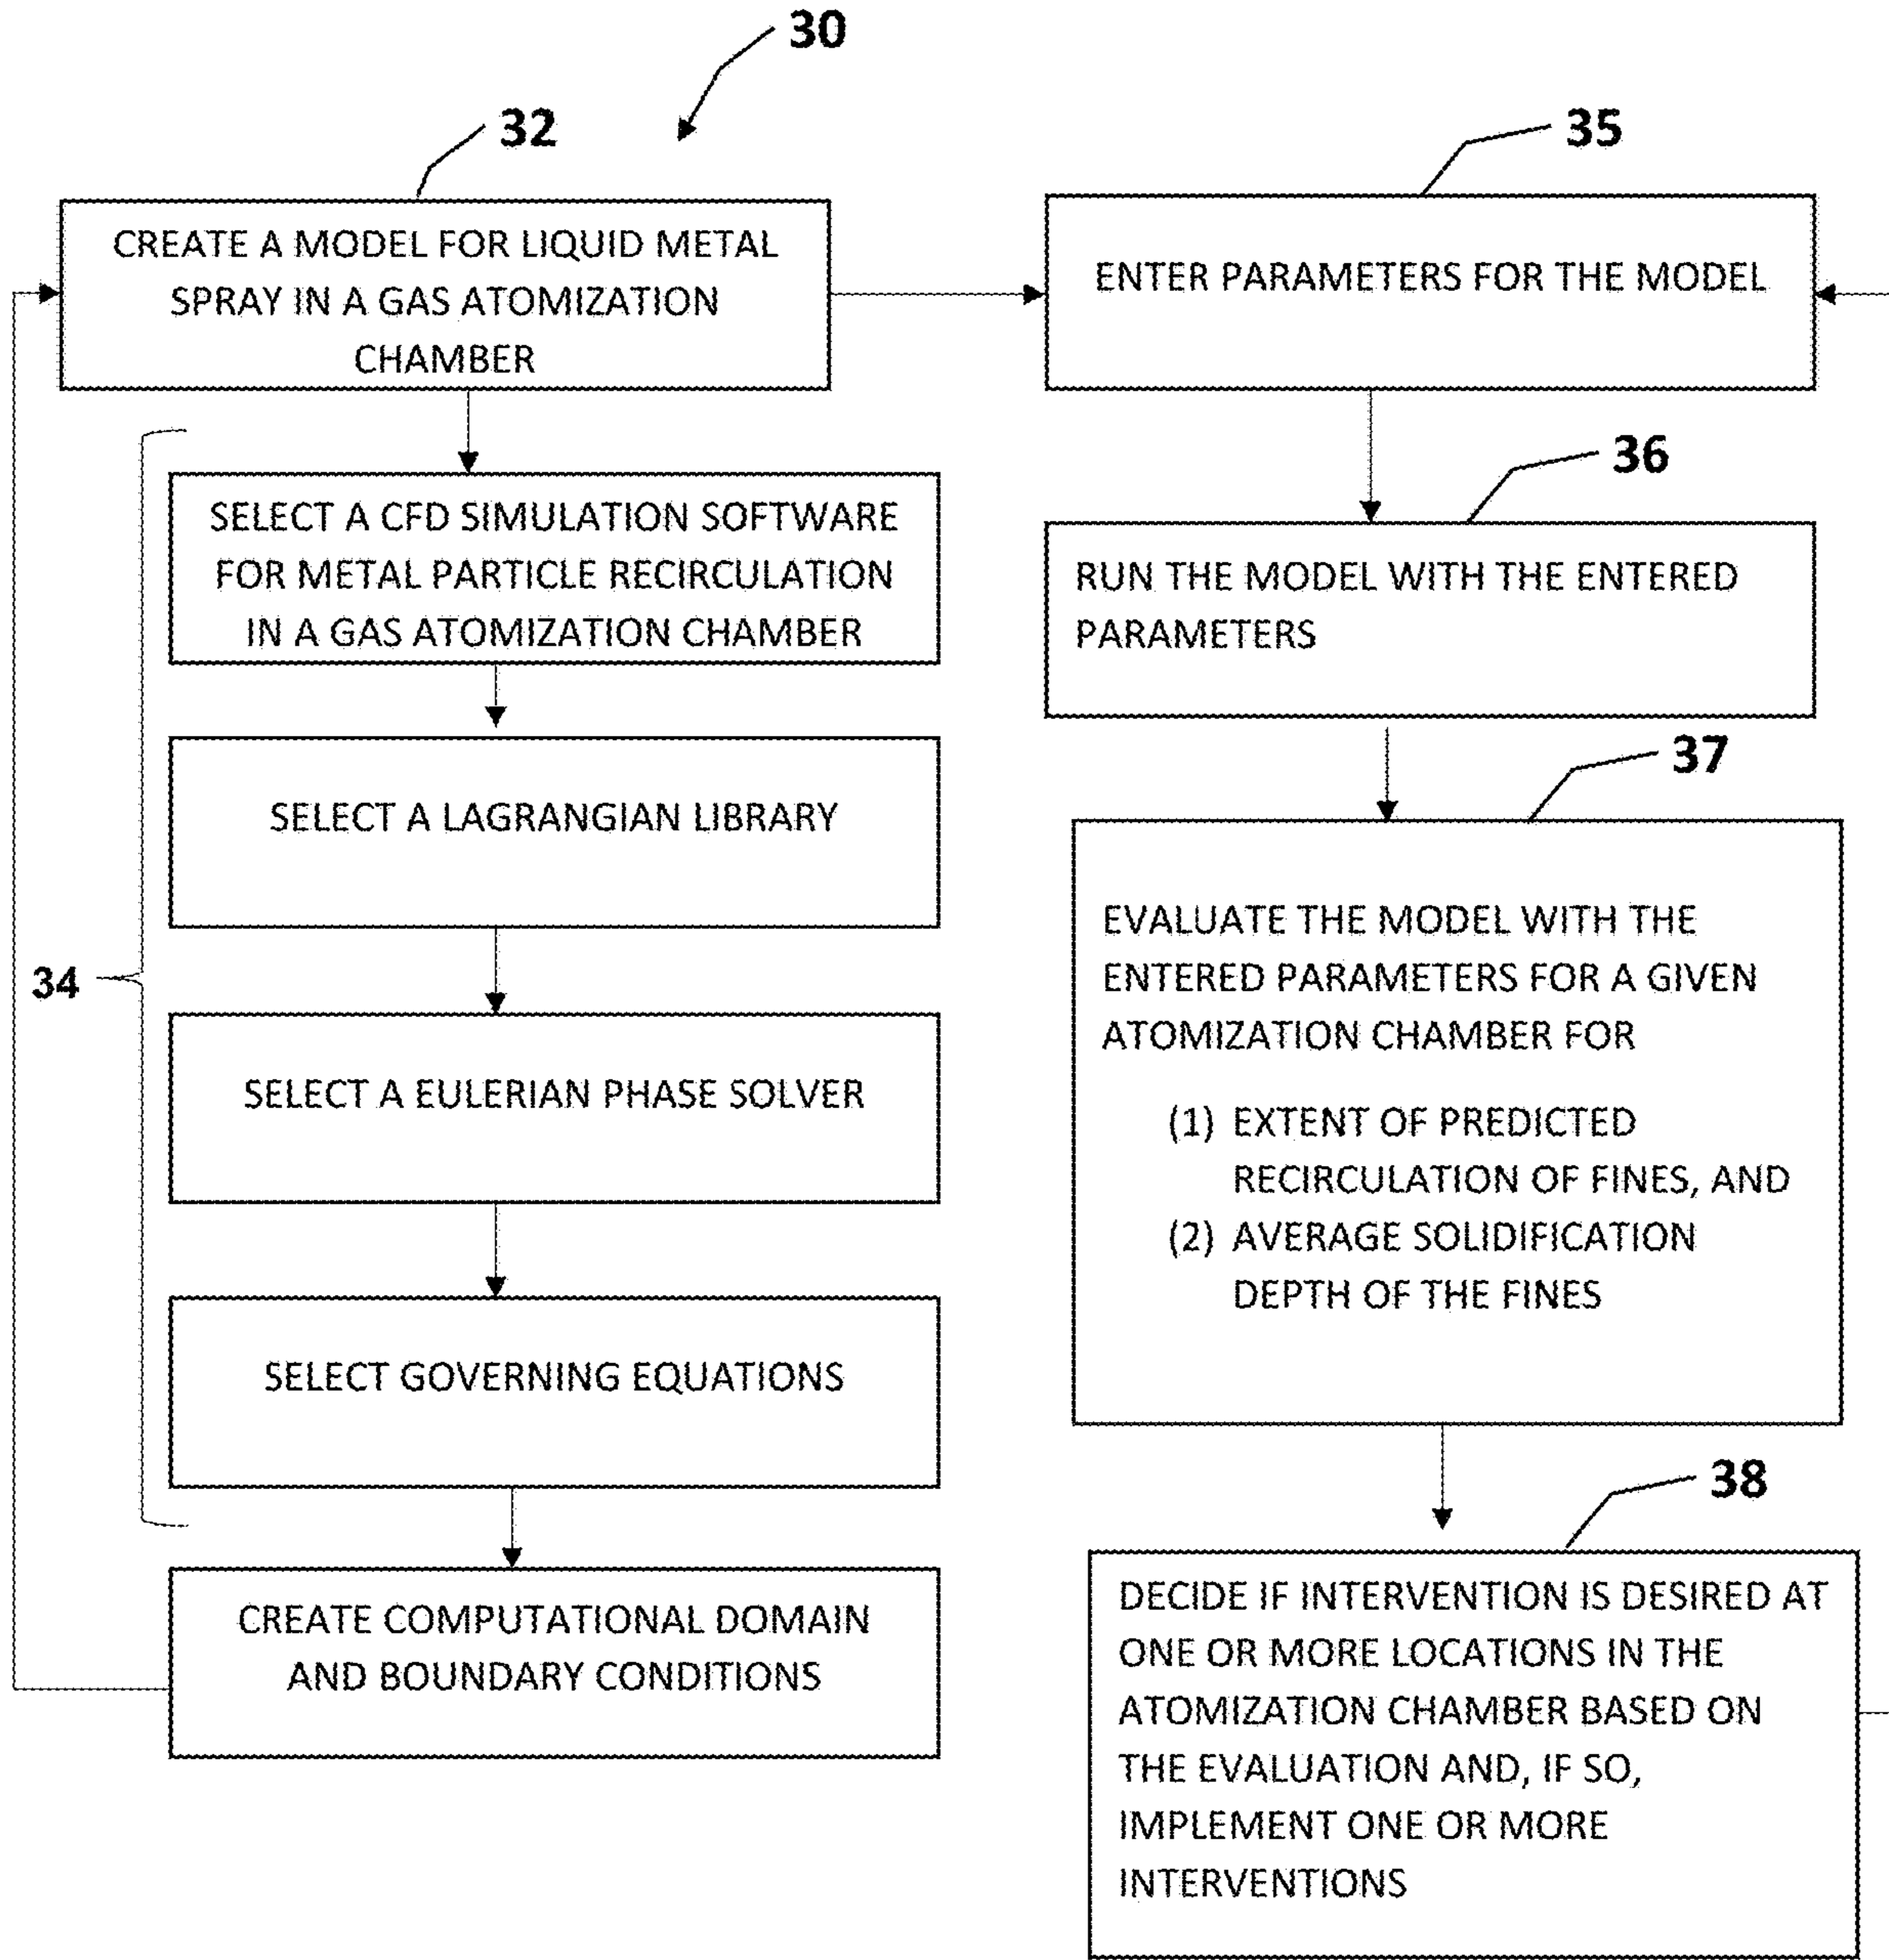 30
32
CREATE A MODEL FOR LIQUID METAL
SPRAY IN A GAS ATOMIZATION
CHAMBER
34
SELECT A CFD SIMULATION SOFTWARE
FOR METAL PARTICLE RECIRCULATION
IN A GAS ATOMIZATION CHAMBER
SELECT A LAGRANGIAN LIBRARY
SELECT A EULERIAN PHASE SOLVER
SELECT GOVERNING EQUATIONS
CREATE COMPUTATIONAL DOMAIN
AND BOUNDARY CONDITIONS
35
ENTER PARAMETERS FOR THE MODEL
36
RUN THE MODEL WITH THE ENTERED
PARAMETERS
37
EVALUATE THE MODEL WITH THE
ENTERED PARAMETERS FOR A GIVEN
ATOMIZATION CHAMBER FOR
(1) EXTENT OF PREDICTED
RECIRCULATION OF FINES, AND
(2) AVERAGE SOLIDIFICATION
DEPTH OF THE FINES
38
DECIDE IF INTERVENTION IS DESIRED AT
ONE OR MORE LOCATIONS IN THE
ATOMIZATION CHAMBER BASED ON
THE EVALUATION AND, IF SO,
IMPLEMENT ONE OR MORE
INTERVENTIONS